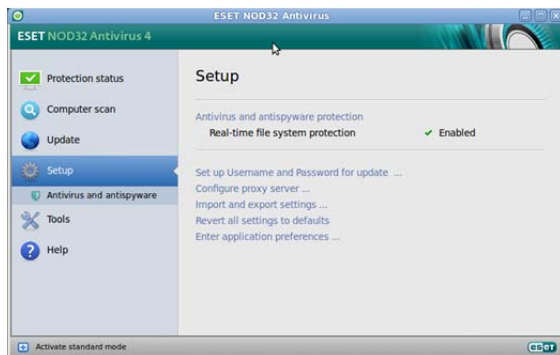 ESET NOD32 Antivirus
ESET NOD32 Antivirus 4
Protection status
Computer scan
Update
Setup
Antivirus and antispyware
Tools
Help
Setup
Antivirus and antispyware protection
Real-time file system protection ✔ Enabled
Set up Username and Password for update ...
Configure proxy server ...
Import and export settings ...
Revert all settings to defaults
Enter application preferences ...
Activate standard mode
eseT